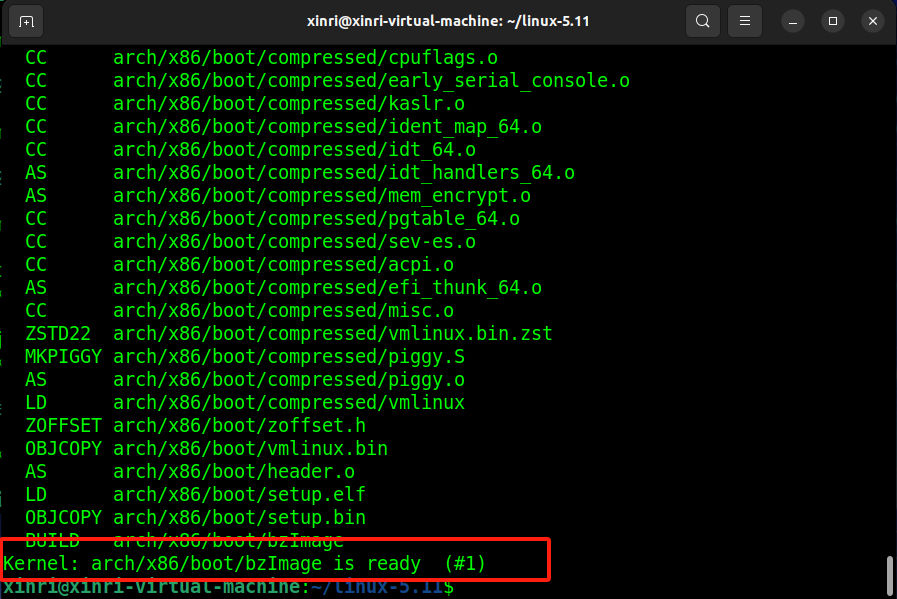 xinri@xinri-virtual-machine: ~/linux-5.11
CC arch/x86/boot/compressed/cpuflags.o
CC arch/x86/boot/compressed/early_serial_console.o
CC arch/x86/boot/compressed/kaslr.o
CC arch/x86/boot/compressed/ident_map_64.o
CC arch/x86/boot/compressed/idt_64.o
AS arch/x86/boot/compressed/idt_handlers_64.o
AS arch/x86/boot/compressed/mem_encrypt.o
CC arch/x86/boot/compressed/pgtable_64.o
CC arch/x86/boot/compressed/sev-es.o
CC arch/x86/boot/compressed/acpi.o
AS arch/x86/boot/compressed/efi_thunk_64.o
CC arch/x86/boot/compressed/misc.o
ZSTD22 arch/x86/boot/compressed/vmlinux.bin.zst
MKPIGGY arch/x86/boot/compressed/piggy.S
AS arch/x86/boot/compressed/piggy.o
LD arch/x86/boot/compressed/vmlinux
ZOFFSET arch/x86/boot/zoffset.h
OBJCOPY arch/x86/boot/vmlinux.bin
AS arch/x86/boot/header.o
LD arch/x86/boot/setup.elf
OBJCOPY arch/x86/boot/setup.bin
BUILD arch/x86/boot/bzImage
Kernel: arch/x86/boot/bzImage is ready (#1)
xinri@xinri-virtual-machine:~/linux-5.11$